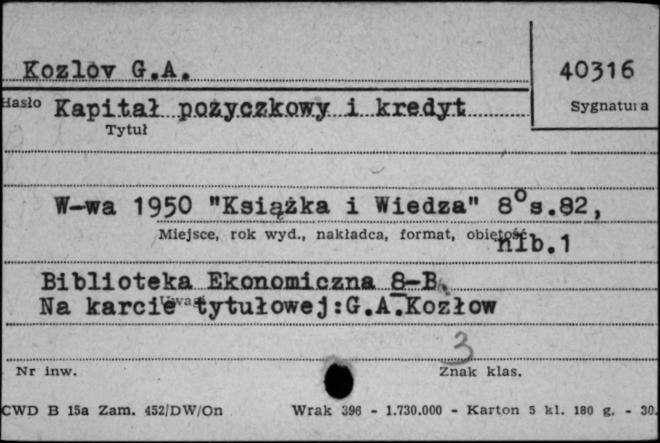 Kozlov G.A.
40316
Hasło Kapitał pożyczkowy i kredyt
Sygnatura
Tytuł
W-wa 1950 "Książka i Wiedza" 8° s.82,
Miejsce, rok wyd., nakładca, format, objętość
nlb.1
Biblioteka Ekonomiczna 8-B.
Uwagi
Na karcie tytułowej:G.A.Kozłow
3
Nr inw.
Znak klas.
CWD B 15a Zam. 452/DW/On Wrak 396 - 1.730.000 - Karton 5 kl. 180 g. - 30.